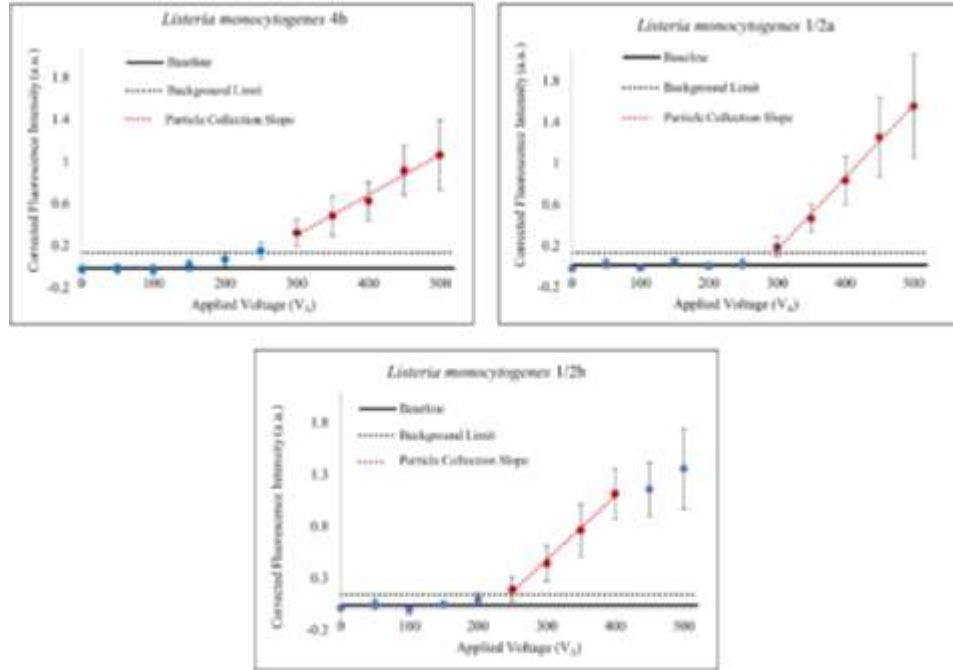 Listeria monocytogenes 4b
Corrected Fluorescence Intensity (a.u.)
1.8
1.4
1
0.6
0.2
-0.2
Baseline
Background Limit
Particle Collection Slope
0
100
200
300
400
500
Applied Voltage (VA)
Listeria monocytogenes 1/2a
Corrected Fluorescence Intensity (a.u.)
1.8
1.4
1
0.6
0.2
-0.2
Baseline
Background Limit
Particle Collection Slope
0
100
200
300
400
500
Applied Voltage (VA)
Listeria monocytogenes 1/2b
Corrected Fluorescence Intensity (a.u.)
1.8
1.3
0.8
0.3
-0.2
Baseline
Background Limit
Particle Collection Slope
0
100
200
300
400
500
Applied Voltage (VA)